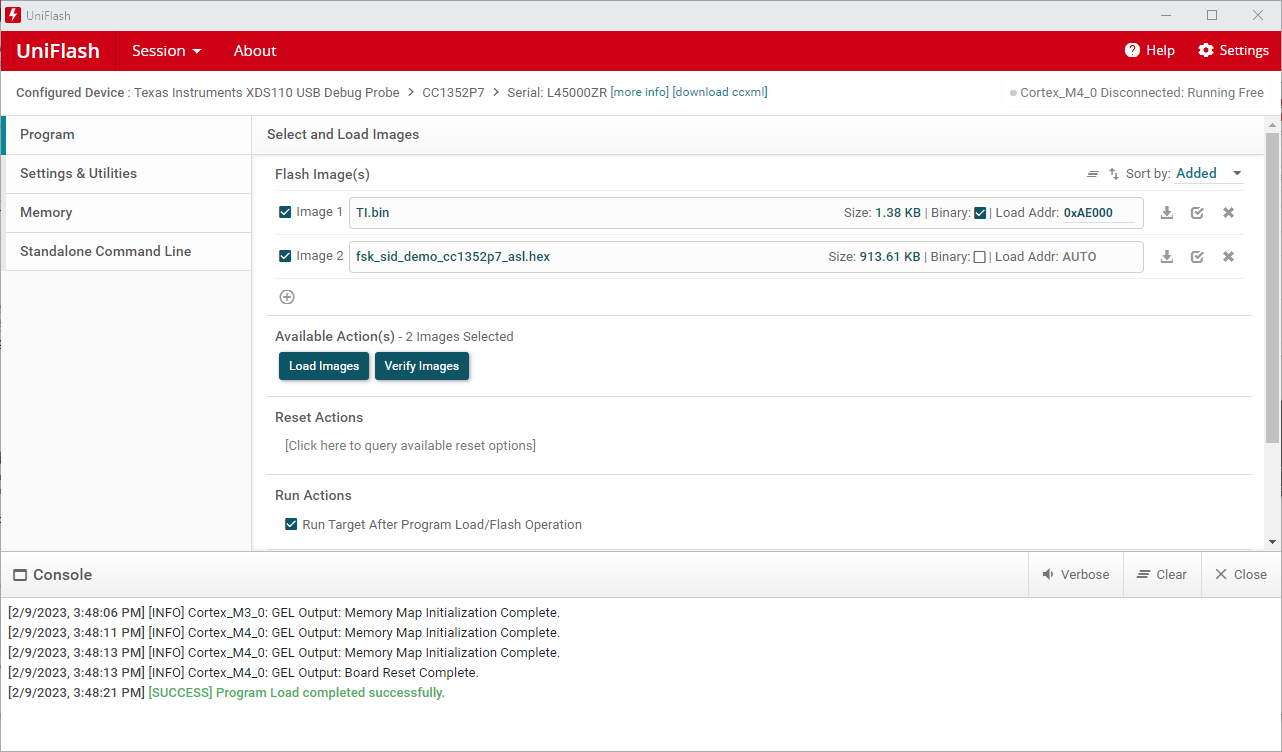 UniFlash
UniFlash Session About Help Settings
Configured Device : Texas Instruments XDS110 USB Debug Probe > CC1352P7 > Serial: L45000ZR [more info] [download ccxml] Cortex_M4_0 Disconnected: Running Free
Program
Settings & Utilities
Memory
Standalone Command Line
Select and Load Images
Flash Image(s) Sort by: Added
Image 1 TI.bin Size: 1.38 KB | Binary: | Load Addr: 0xAE000
Image 2 fsk_sid_demo_cc1352p7_asl.hex Size: 913.61 KB | Binary: | Load Addr: AUTO
Available Action(s) - 2 Images Selected
Load Images Verify Images
Reset Actions
[Click here to query available reset options]
Run Actions
Run Target After Program Load/Flash Operation
Console Verbose Clear Close
[2/9/2023, 3:48:06 PM] [INFO] Cortex_M3_0: GEL Output: Memory Map Initialization Complete.
[2/9/2023, 3:48:11 PM] [INFO] Cortex_M4_0: GEL Output: Memory Map Initialization Complete.
[2/9/2023, 3:48:13 PM] [INFO] Cortex_M4_0: GEL Output: Memory Map Initialization Complete.
[2/9/2023, 3:48:13 PM] [INFO] Cortex_M4_0: GEL Output: Board Reset Complete.
[2/9/2023, 3:48:21 PM] [SUCCESS] Program Load completed successfully.